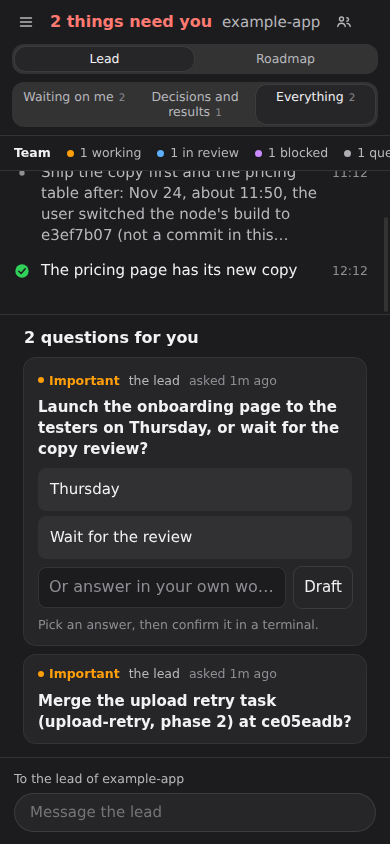 2 things need you example-app
Lead Roadmap
Waiting on me 2 Decisions and results 1 Everything 2
Team 1 working 1 in review 1 blocked 1 que
Ship the copy first and the pricing 11:12
table after: Nov 24, about 11:50, the
user switched the node's build to
e3ef7b07 (not a commit in this…
The pricing page has its new copy 12:12
2 questions for you
Important the lead asked 1m ago
Launch the onboarding page to the
testers on Thursday, or wait for the
copy review?
Thursday
Wait for the review
Or answer in your own wo… Draft
Pick an answer, then confirm it in a terminal.
Important the lead asked 1m ago
Merge the upload retry task
(upload-retry, phase 2) at ce05eadb?
To the lead of example-app
Message the lead